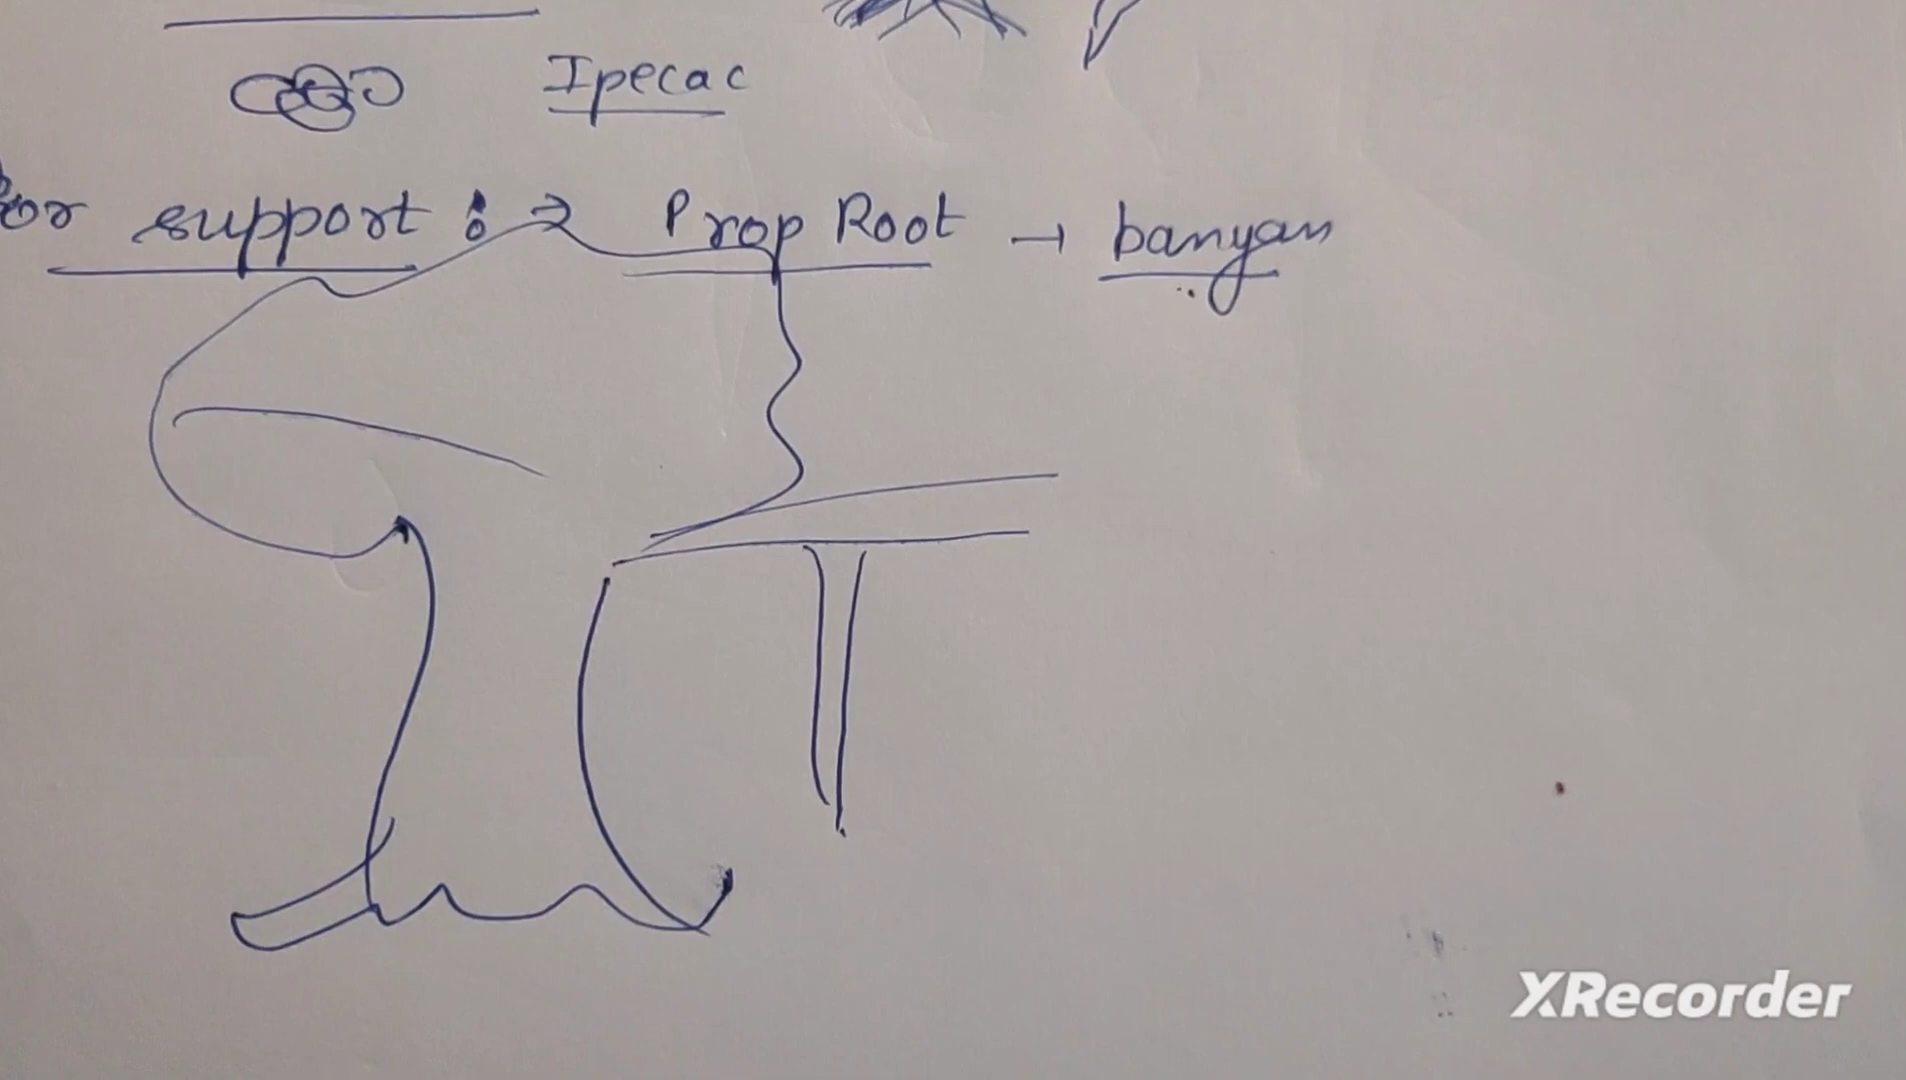 Ipecac
For support : → Prop Root → banyan
XRecorder